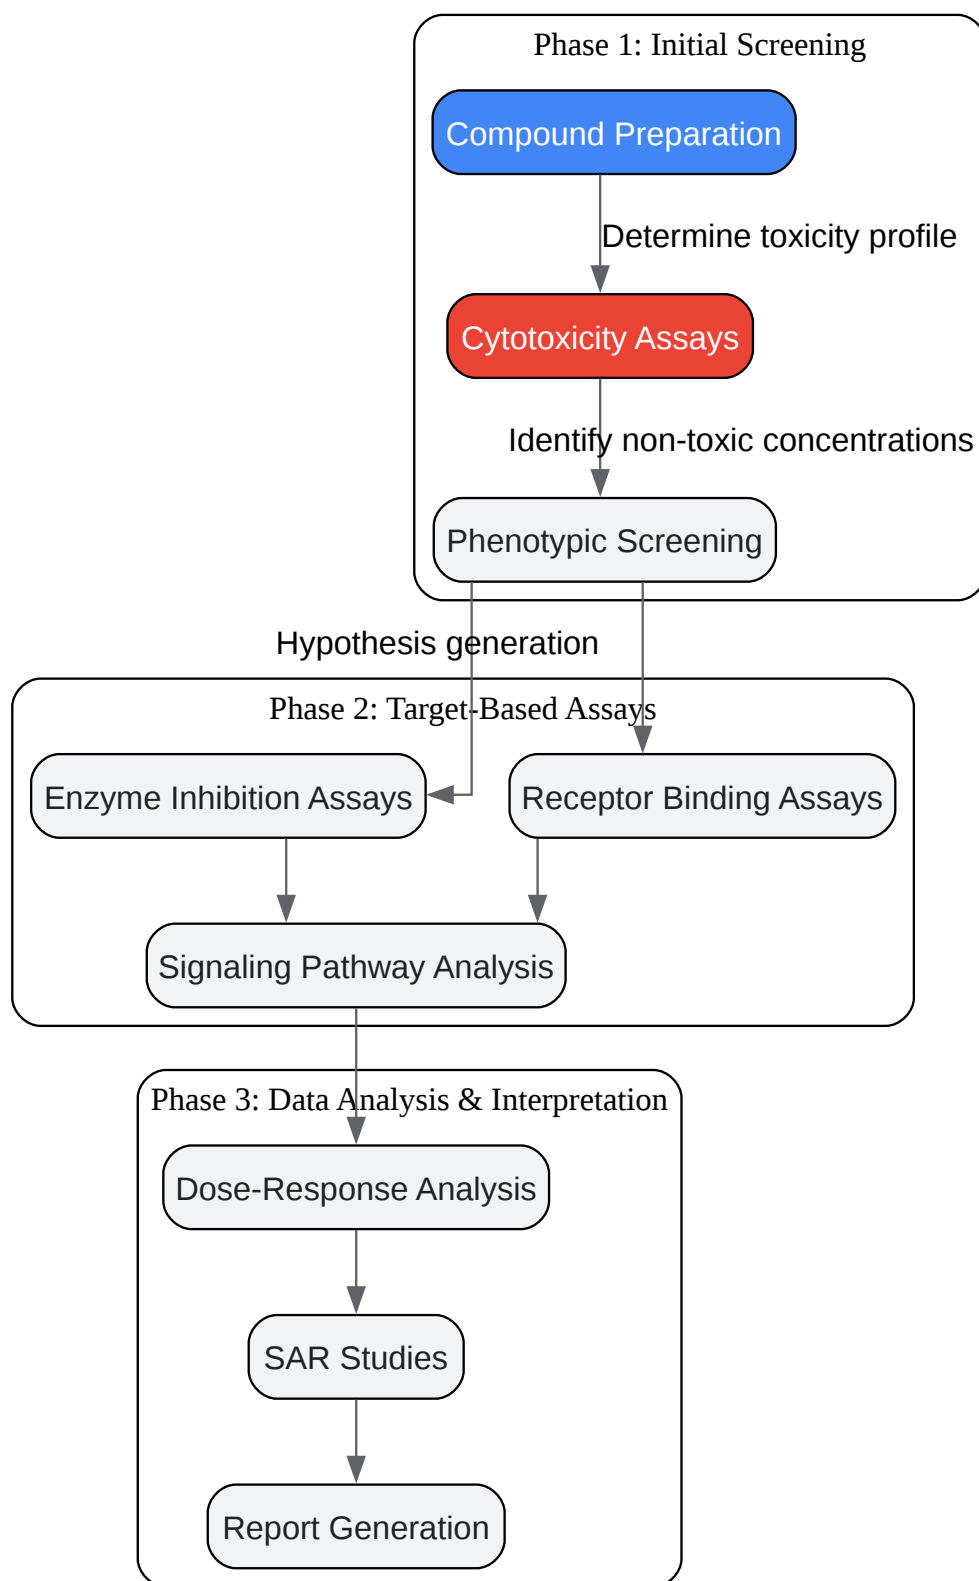 Phase 1: Initial Screening
Compound Preparation
Determine toxicity profile
Cytotoxicity Assays
Identify non-toxic concentrations
Phenotypic Screening
Hypothesis generation
Phase 2: Target-Based Assays
Enzyme Inhibition Assays
Receptor Binding Assays
Signaling Pathway Analysis
Phase 3: Data Analysis & Interpretation
Dose-Response Analysis
SAR Studies
Report Generation